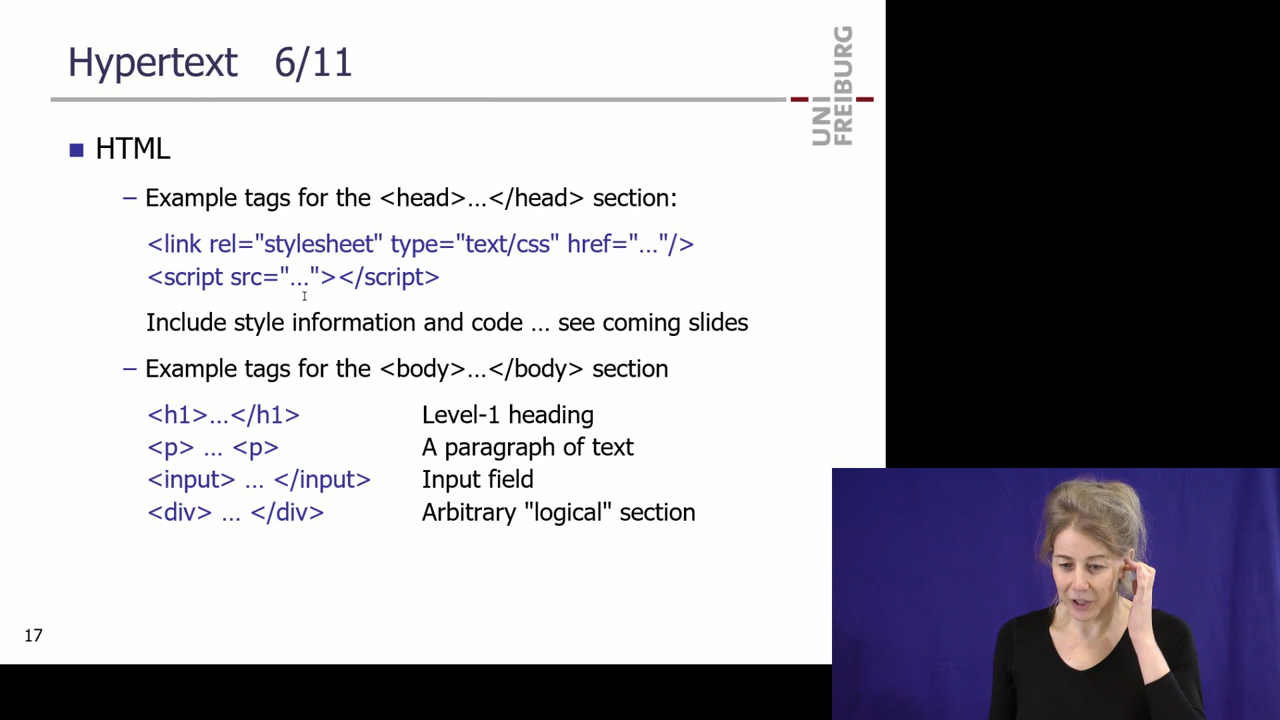 Hypertext 6/11
UNI
FREIBURG
HTML
– Example tags for the <head>…</head> section:
<link rel="stylesheet" type="text/css" href="…"/>
<script src="…"></script>
Include style information and code … see coming slides
– Example tags for the <body>…</body> section
<h1>…</h1> Level-1 heading
<p> … <p> A paragraph of text
<input> … </input> Input field
<div> … </div> Arbitrary "logical" section
17